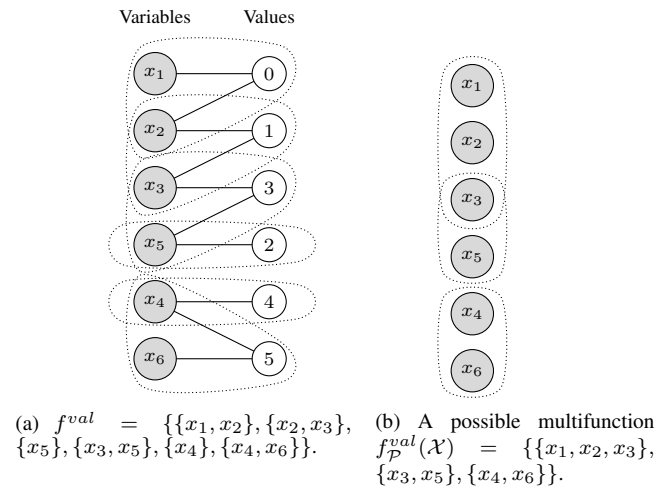 Variables Values
x1 0
x2 1
x3 3
x5 2
x4 4
x6 5
x1
x2
x3
x5
x4
x6
(a) f^val = {{x1, x2}, {x2, x3},
{x5}, {x3, x5}, {x4}, {x4, x6}}.
(b) A possible multifunction
f_P^val(X) = {{x1, x2, x3},
{x3, x5}, {x4, x6}}.